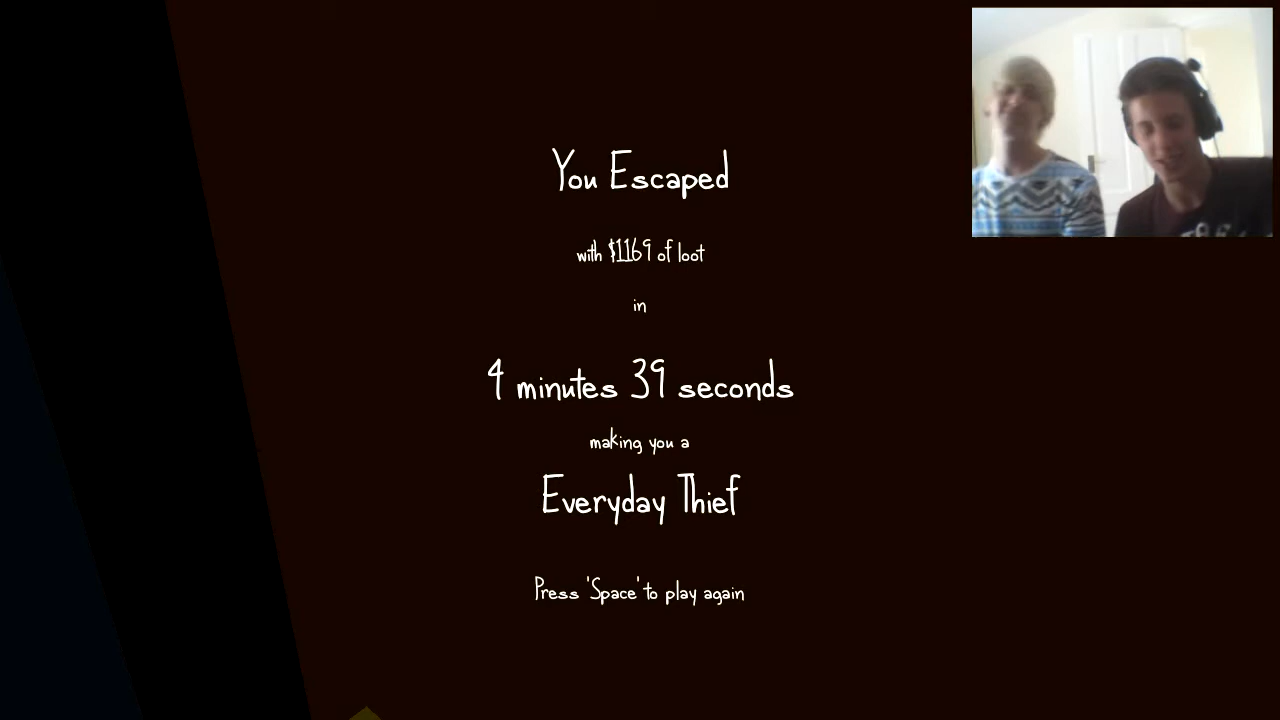 You Escaped
with $1169 of loot
in
4 minutes 39 seconds
making you a
Everyday Thief
Press 'Space' to play again